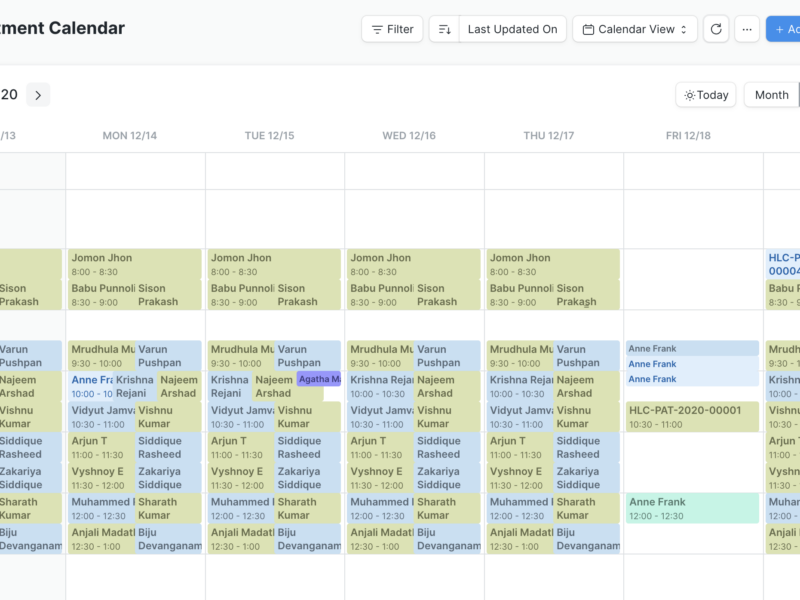 tment Calendar
Filter
Last Updated On
Calendar View
...
+ Ad
20
Today
Month
/13
MON 12/14
TUE 12/15
WED 12/16
THU 12/17
FRI 12/18
Jomon Jhon
8:00 - 8:30
Jomon Jhon
8:00 - 8:30
Jomon Jhon
8:00 - 8:30
Jomon Jhon
8:00 - 8:30
HLC-P
00004
Sison
Prakash
Babu Punnoli
8:30 - 9:00
Sison
Prakash
Babu Punnoli
8:30 - 9:00
Sison
Prakash
Babu Punnoli
8:30 - 9:00
Sison
Prakash
Babu Punnoli
8:30 - 9:00
Sison
Prakash
Babu P
8:30 -
Varun
Pushpan
Mrudhula Mu
9:30 - 10:00
Varun
Pushpan
Mrudhula Mu
9:30 - 10:00
Varun
Pushpan
Mrudhula Mu
9:30 - 10:00
Varun
Pushpan
Mrudhula Mu
9:30 - 10:00
Varun
Pushpan
Anne Frank
Anne Frank
Anne Frank
Mrudh
9:30 -
Najeem
Arshad
Anne Fra
10:00 - 10
Krishna
Rejani
Najeem
Arshad
Krishna
Rejani
Najeem
Arshad
Agatha Ma
Krishna Rejan
10:00 - 10:30
Najeem
Arshad
Krishna Rejan
10:00 - 10:30
Najeem
Arshad
Krishn
10:00 -
Vishnu
Kumar
Vidyut Jamva
10:30 - 11:00
Vishnu
Kumar
Vidyut Jamva
10:30 - 11:00
Vishnu
Kumar
Vidyut Jamva
10:30 - 11:00
Vishnu
Kumar
Vidyut Jamva
10:30 - 11:00
Vishnu
Kumar
HLC-PAT-2020-00001
10:30 - 11:00
Vishnu
10:30 -
Siddique
Rasheed
Arjun T
11:00 - 11:30
Siddique
Rasheed
Arjun T
11:00 - 11:30
Siddique
Rasheed
Arjun T
11:00 - 11:30
Siddique
Rasheed
Arjun T
11:00 - 11:30
Siddique
Rasheed
Arjun T
11:00 -
Zakariya
Siddique
Vyshnoy E
11:30 - 12:00
Zakariya
Siddique
Vyshnoy E
11:30 - 12:00
Zakariya
Siddique
Vyshnoy E
11:30 - 12:00
Zakariya
Siddique
Vyshnoy E
11:30 - 12:00
Zakariya
Siddique
Vyshn
11:30 -
Sharath
Kumar
Muhammed I
12:00 - 12:30
Sharath
Kumar
Muhammed I
12:00 - 12:30
Sharath
Kumar
Muhammed I
12:00 - 12:30
Sharath
Kumar
Muhammed I
12:00 - 12:30
Sharath
Kumar
Anne Frank
12:00 - 12:30
Muham
12:00 -
Biju
Devanganam
Anjali Madatl
12:30 - 1:00
Biju
Devanganam
Anjali Madatl
12:30 - 1:00
Biju
Devanganam
Anjali Madatl
12:30 - 1:00
Biju
Devanganam
Anjali Madatl
12:30 - 1:00
Biju
Devanganam
Anjali
12:30 -